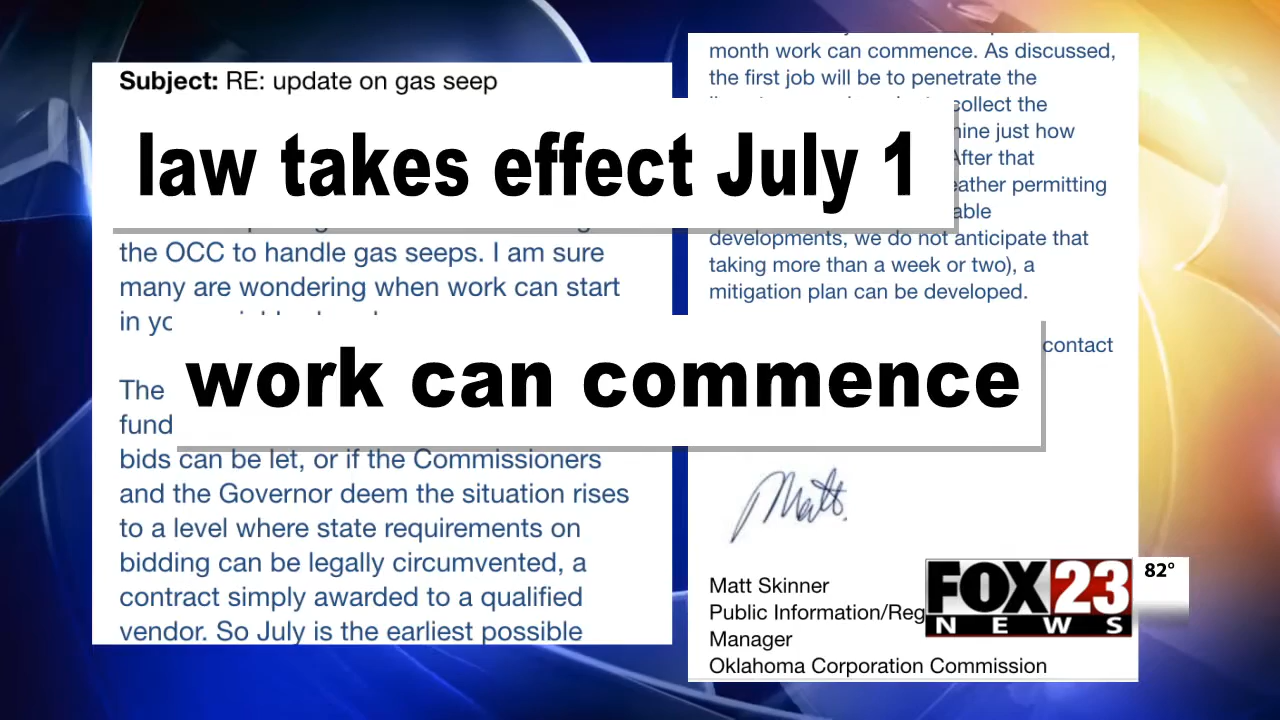 Subject: RE: update on gas seep
law takes effect July 1
the OCC to handle gas seeps. I am sure
many are wondering when work can start
in
work can commence
The
fund
bids can be let, or if the Commissioners
and the Governor deem the situation rises
to a level where state requirements on
bidding can be legally circumvented, a
contract simply awarded to a qualified
vendor. So July is the earliest possible
month work can commence. As discussed,
the first job will be to penetrate the
collect the
just how
After that
permitting
developments, we do not anticipate that
taking more than a week or two), a
mitigation plan can be developed.
contact
Matt
Matt Skinner
Public Information/Reg
Manager
Oklahoma Corporation Commission
FOX 23
NEWS
82°